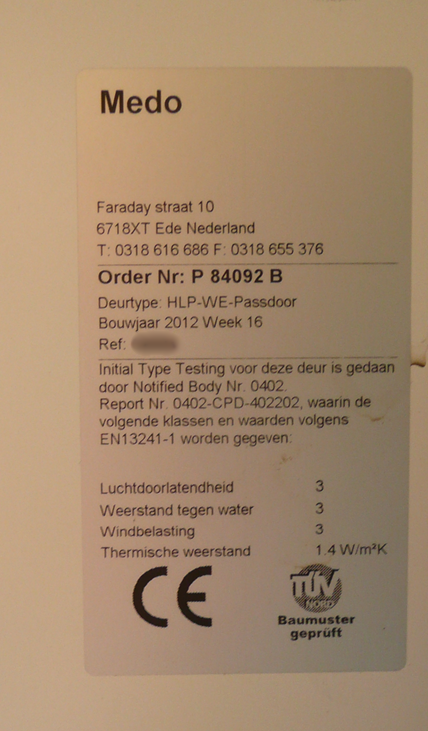 Medo
Faraday straat 10
6718XT Ede Nederland
T: 0318 616 686 F: 0318 655 376
Order Nr: P 84092 B
Deurtype: HLP-WE-Passdoor
Bouwjaar 2012 Week 16
Ref:
Initial Type Testing voor deze deur is gedaan
door Notified Body Nr. 0402.
Report Nr. 0402-CPD-402202, waarin de
volgende klassen en waarden volgens
EN13241-1 worden gegeven:
Luchtdoorlatendheid 3
Weerstand tegen water 3
Windbelasting 3
Thermische weerstand 1.4 W/m²K
CE
TÜV
NORD
Baumuster
geprüft